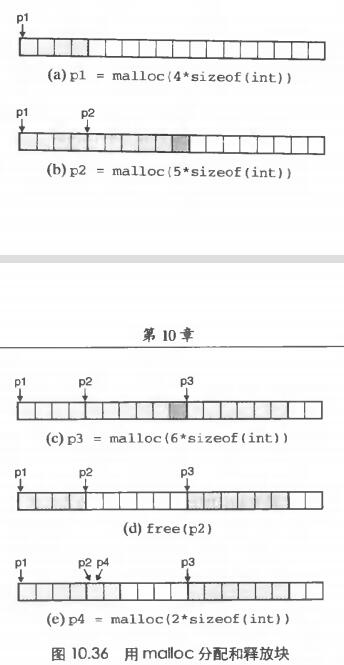 p1
(a) p1 = malloc(4*sizeof(int))
p1 p2
(b) p2 = malloc(5*sizeof(int))
第 10 章
p1 p2 p3
(c) p3 = malloc(6*sizeof(int))
p1 p2 p3
(d) free(p2)
p1 p2 p4 p3
(e) p4 = malloc(2*sizeof(int))
图 10.36 用 malloc 分配和释放块